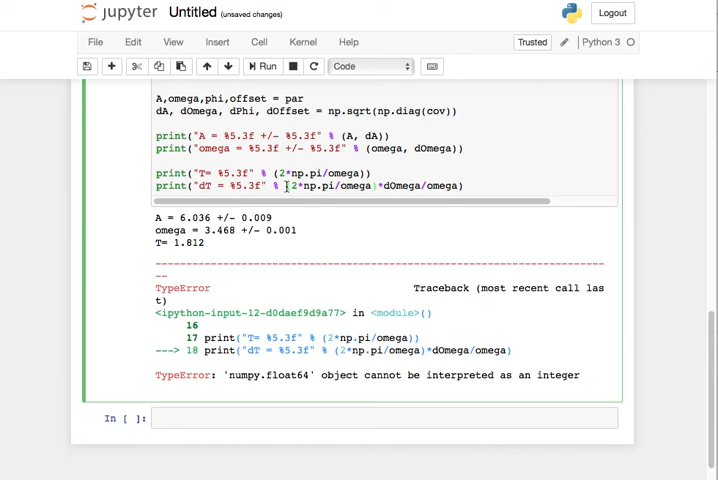 jupyter Untitled (unsaved changes)
Logout
File Edit View Insert Cell Kernel Help
Trusted Python 3
Run Code
A,omega,phi,offset = par
dA, dOmega, dPhi, dOffset = np.sqrt(np.diag(cov))
print("A = %5.3f +/- %5.3f" % (A, dA))
print("omega = %5.3f +/- %5.3f" % (omega, dOmega))
print("T= %5.3f" % (2*np.pi/omega))
print("dT = %5.3f" % (2*np.pi/omega)*dOmega/omega)
A = 6.036 +/- 0.009
omega = 3.468 +/- 0.001
T= 1.812
---------------------------------------------------------------------------
--
TypeError Traceback (most recent call las
t)
<ipython-input-12-d0daef9d9a77> in <module>()
16
17 print("T= %5.3f" % (2*np.pi/omega))
---> 18 print("dT = %5.3f" % (2*np.pi/omega)*dOmega/omega)
TypeError: 'numpy.float64' object cannot be interpreted as an integer
In [ ]: